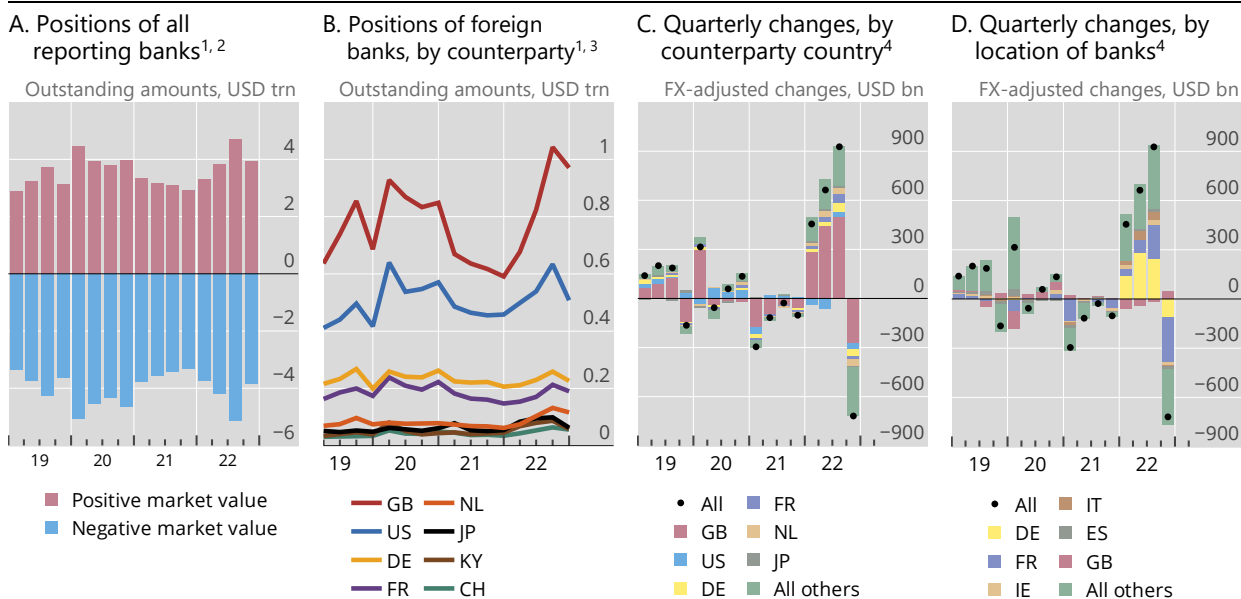 A. Positions of all
reporting banks1, 2
Outstanding amounts, USD trn
4
2
0
−2
−4
−6
19 20 21 22
Positive market value
Negative market value
B. Positions of foreign
banks, by counterparty1, 3
Outstanding amounts, USD trn
1
0.8
0.6
0.4
0.2
0
19 20 21 22
GB NL
US JP
DE KY
FR CH
C. Quarterly changes, by
counterparty country4
FX-adjusted changes, USD bn
900
600
300
0
−300
−600
−900
19 20 21 22
All FR
GB NL
US JP
DE All others
D. Quarterly changes, by
location of banks4
FX-adjusted changes, USD bn
900
600
300
0
−300
−600
−900
19 20 21 22
All IT
DE ES
FR GB
IE All others